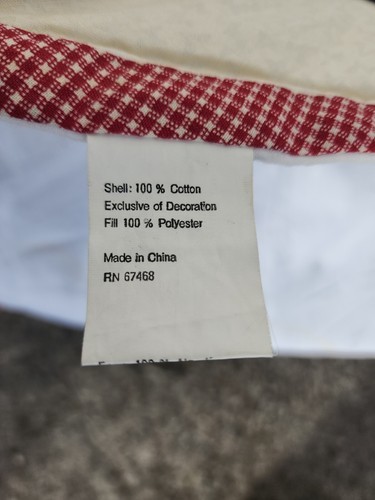 Shell: 100 % Cotton
Exclusive of Decoration
Fill 100 % Polyester
Made in China
RN 67468